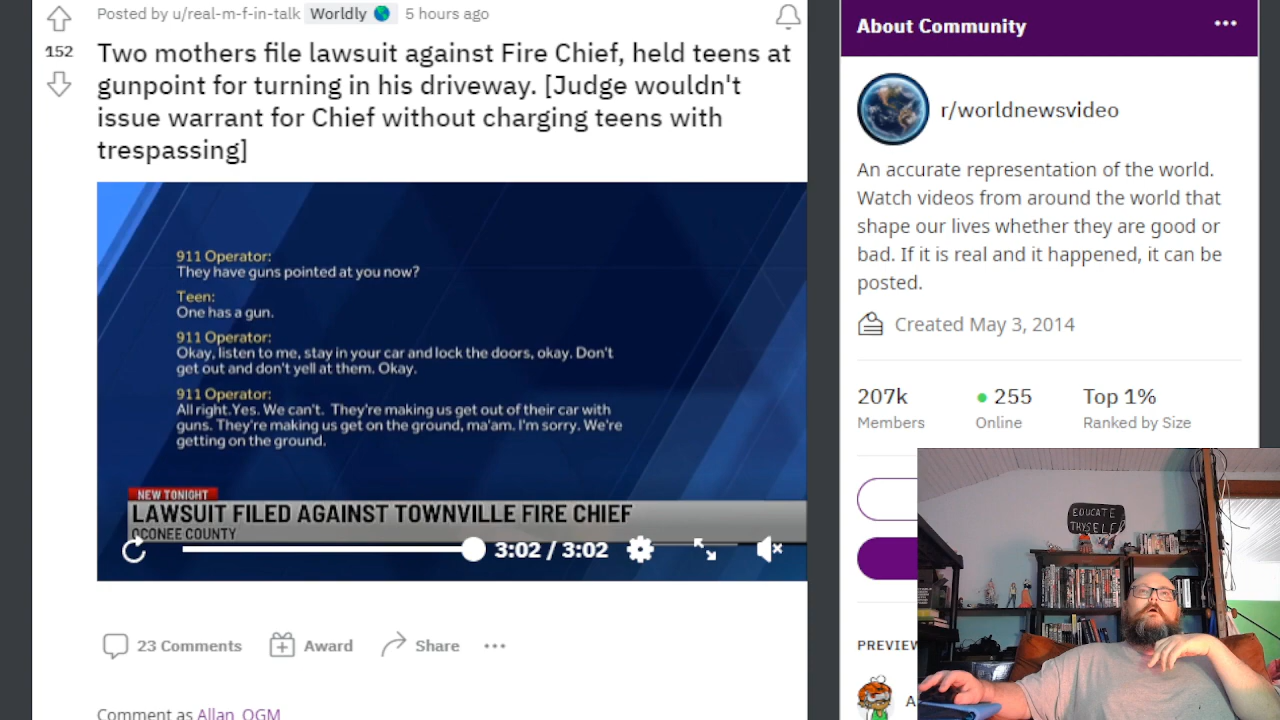 Posted by u/real-m-f-in-talk Worldly 5 hours ago
152
Two mothers file lawsuit against Fire Chief, held teens at
gunpoint for turning in his driveway. [Judge wouldn't
issue warrant for Chief without charging teens with
trespassing]
911 Operator:
They have guns pointed at you now?
Teen:
One has a gun.
911 Operator:
Okay, listen to me, stay in your car and lock the doors, okay. Don't
get out and don't yell at them. Okay.
911 Operator:
All right.Yes. We can't. They're making us get out of their car with
guns. They're making us get on the ground, ma'am. I'm sorry. We're
getting on the ground.
NEW TONIGHT
LAWSUIT FILED AGAINST TOWNVILLE FIRE CHIEF
OCONEE COUNTY
3:02 / 3:02
23 Comments Award Share
Comment as Allan_OGM
About Community
r/worldnewsvideo
An accurate representation of the world.
Watch videos from around the world that
shape our lives whether they are good or
bad. If it is real and it happened, it can be
posted.
Created May 3, 2014
207k 255 Top 1%
Members Online Ranked by Size
PREVIEW
A
EDUCATE
THYSELF